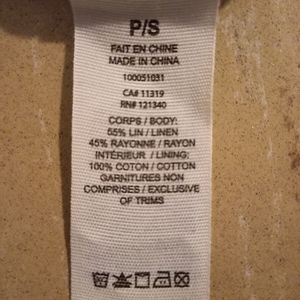 P/S
FAIT EN CHINE
MADE IN CHINA
100051031
CA# 11319
RN# 121340
CORPS / BODY:
55% LIN / LINEN
45% RAYONNE / RAYON
INTÉRIEUR / LINING:
100% COTON / COTTON
GARNITURES NON
COMPRISES / EXCLUSIVE
OF TRIMS